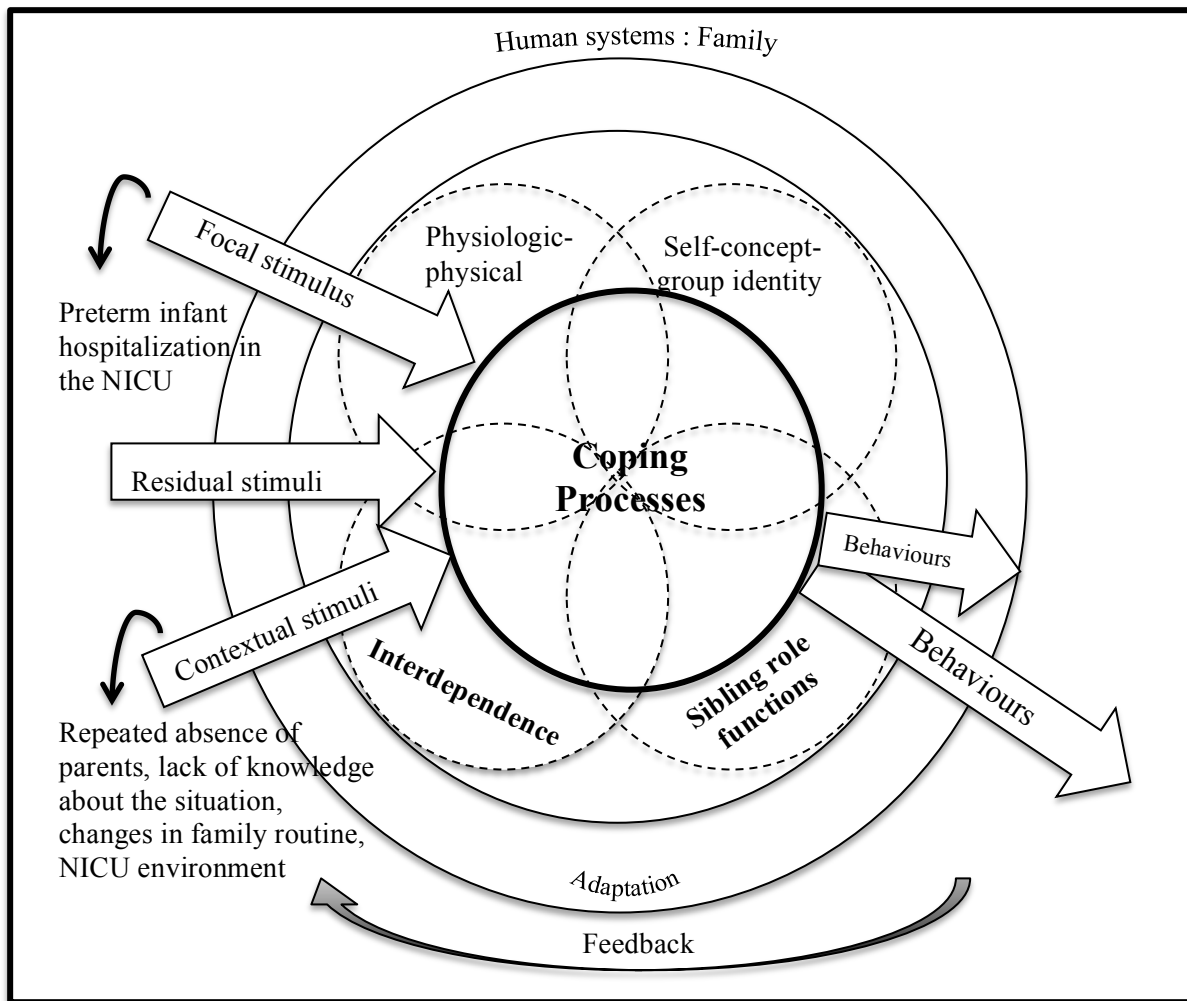 Human systems : Family
Focal stimulus
Physiologic-
physical
Self-concept-
group identity
Preterm infant
hospitalization in
the NICU
Coping
Processes
Residual stimuli
Behaviours
Contextual stimuli
Interdependence
Sibling role
functions
Behaviours
Repeated absence of
parents, lack of knowledge
about the situation,
changes in family routine,
NICU environment
Adaptation
Feedback